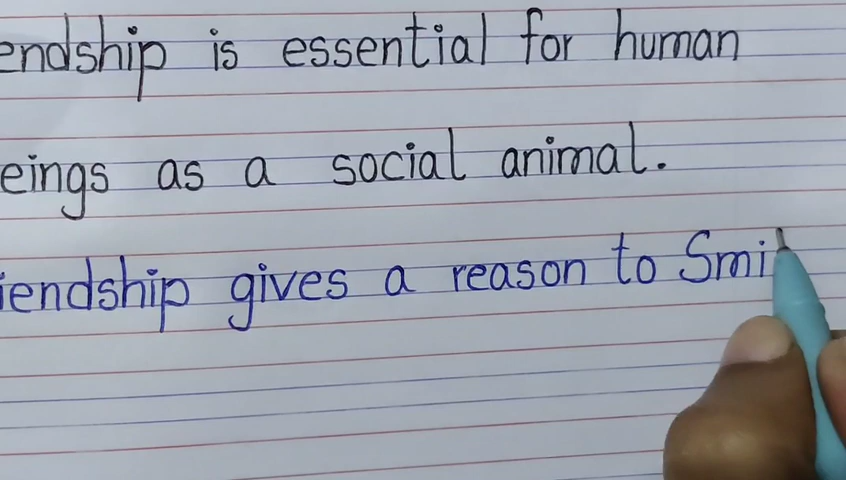 endship is essential for human
eings as a social animal.
iendship gives a reason to Smi